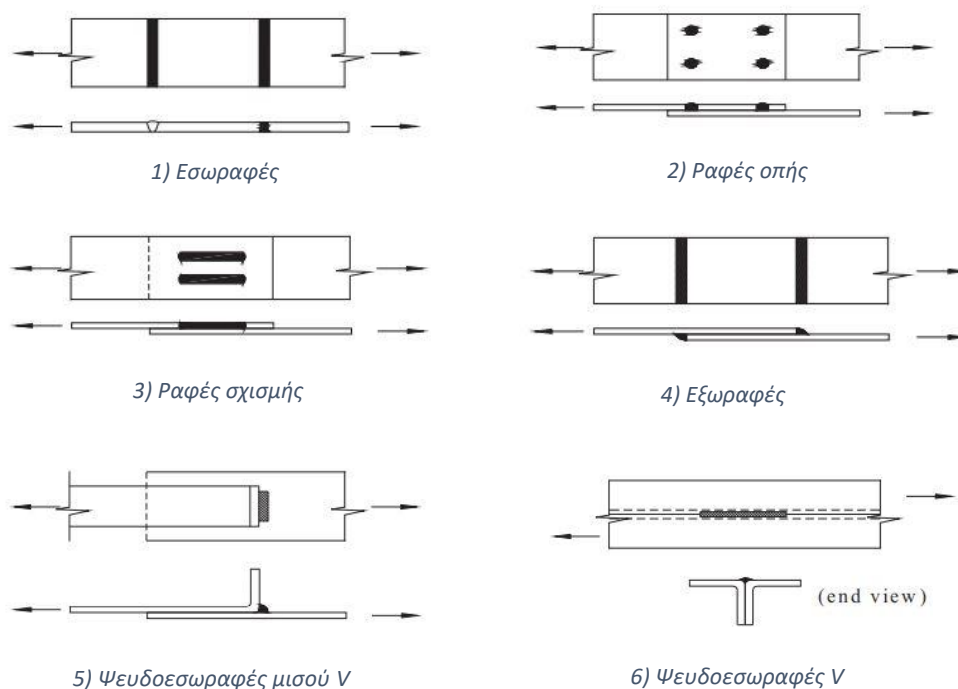 1) Εσωραφές
2) Ραφές οπής
3) Ραφές σχισμής
4) Εξωραφές
(end view)
5) Ψευδοεσωραφές μισού V
6) Ψευδοεσωραφές V